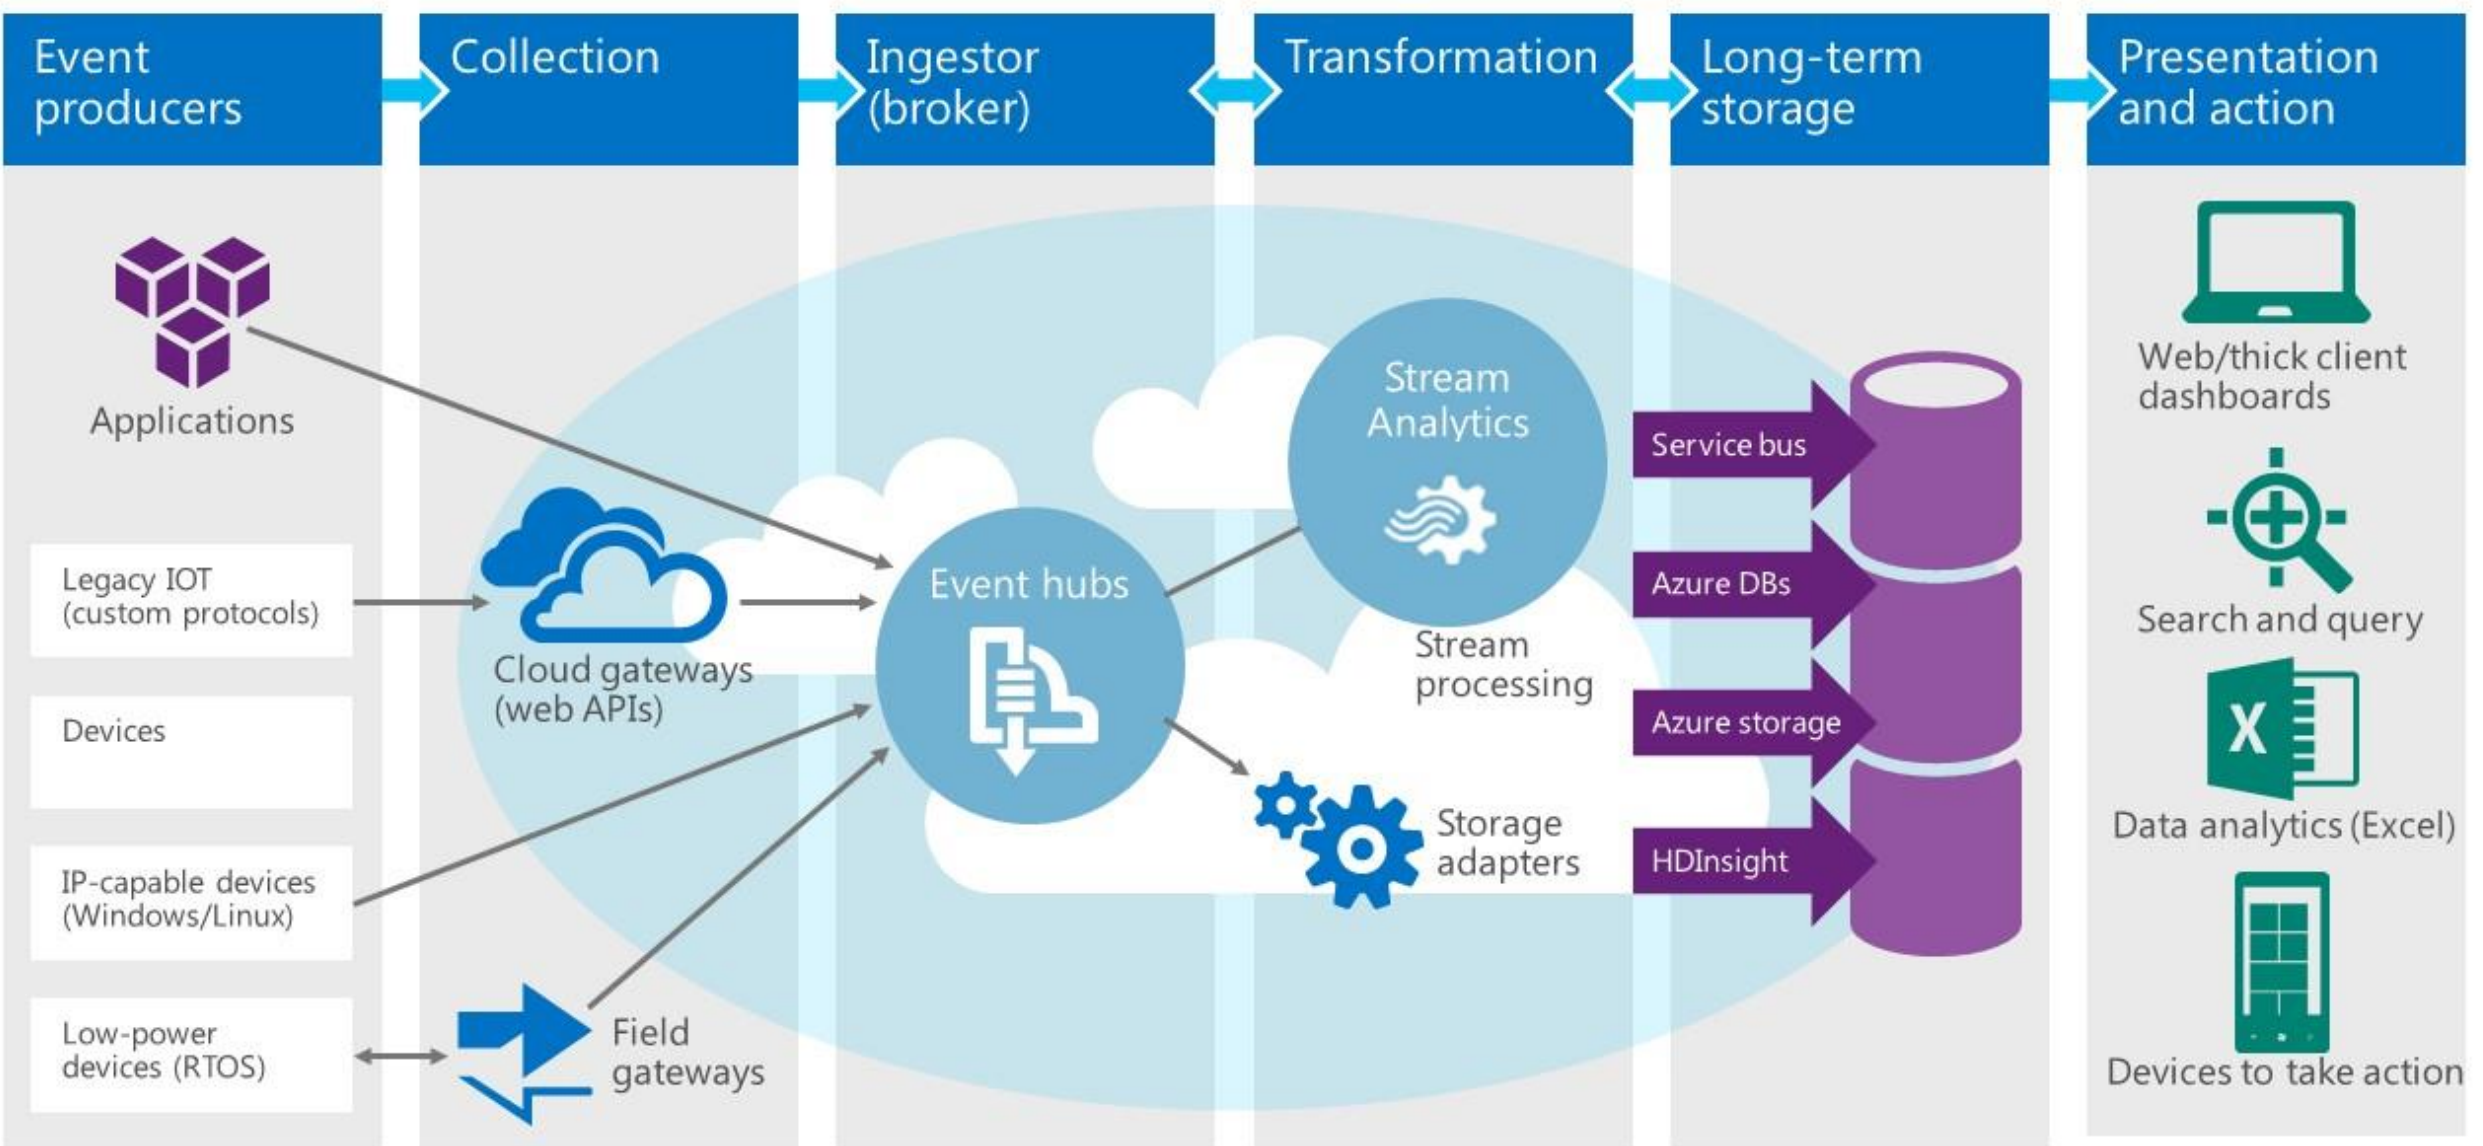 Event
producers
Collection
Ingestor
(broker)
Transformation
Long-term
storage
Presentation
and action
Applications
Legacy IOT
(custom protocols)
Devices
IP-capable devices
(Windows/Linux)
Low-power
devices (RTOS)
Cloud gateways
(web APIs)
Field
gateways
Event hubs
Stream
Analytics
Stream
processing
Storage
adapters
Service bus
Azure DBs
Azure storage
HDInsight
Web/thick client
dashboards
Search and query
X
Data analytics (Excel)
Devices to take action